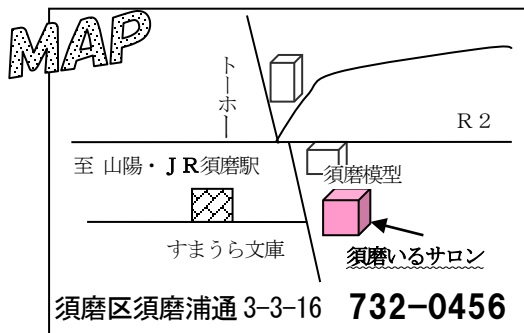 MAP
トーホー
R2
至 山陽・JR須磨駅
須磨模型
すまうら文庫
須磨いるサロン
須磨区須磨浦通 3-3-16 732-0456